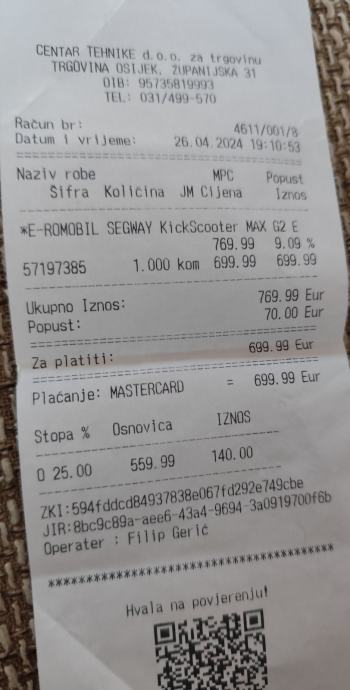 CENTAR TEHNIKE d.o.o. za trgovinu
TRGOVINA OSIJEK, ŽUPANIJSKA 31
OIB: 95735819993
TEL: 031/499-570
Račun br: 4611/001/8
Datum i vrijeme: 26.04.2024 19:10:53
Naziv robe MPC Popust
Šifra Količina JM Cijena Iznos
*E-ROMOBIL SEGWAY KickScooter MAX G2 E
769.99 9.09 %
57197385 1.000 kom 699.99 699.99
Ukupno Iznos: 769.99 Eur
Popust: 70.00 Eur
Za platiti: 699.99 Eur
Plaćanje: MASTERCARD = 699.99 Eur
Stopa % Osnovica IZNOS
O 25.00 559.99 140.00
ZKI:594fddcd84937838e067fd292e749cbe
JIR:8bc9c89a-aee6-43a4-9694-3a0919700f6b
Operater : Filip Gerić
****************************************
Hvala na povjerenju!